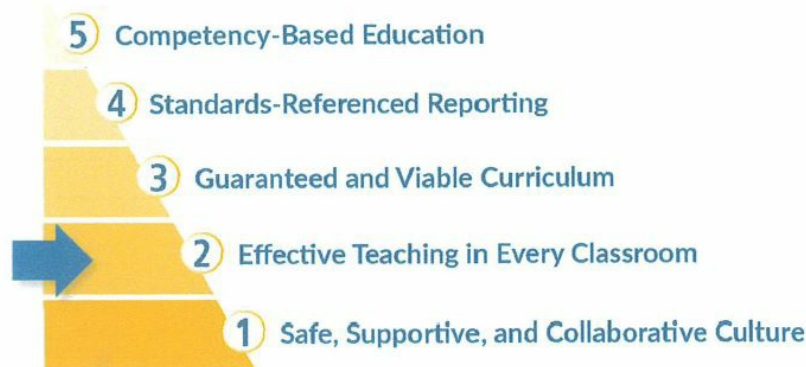 5 Competency-Based Education
4 Standards-Referenced Reporting
3 Guaranteed and Viable Curriculum
2 Effective Teaching in Every Classroom
1 Safe, Supportive, and Collaborative Culture